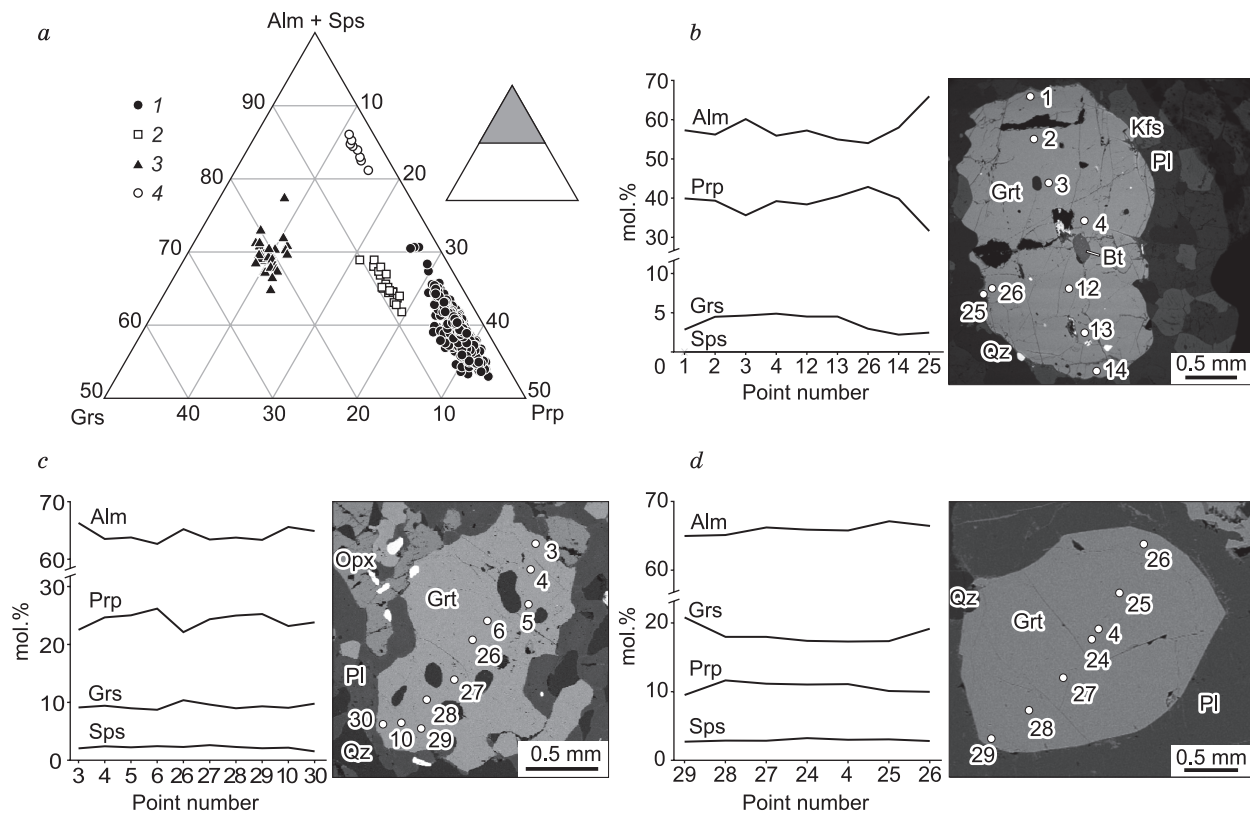 a
Alm + Sps
90
10
1
2
3
4
80
20
70
30
60
40
50
50
Grs
40
30
20
10
Prp
b
70
60
50
40
30
10
5
0
mol.%
Alm
Prp
Grs
Sps
1 2 3 4 12 13 26 14 25
Point number
1
Kfs
2
Pl
Grt
3
4
Bt
26
12
25
13
Qz
14
0.5 mm
c
70
60
30
20
10
0
mol.%
Alm
Prp
Grs
Sps
3 4 5 6 26 27 28 29 10 30
Point number
Opx
3
4
Grt
5
6
26
Pl
27
28
30
10
29
Qz
0.5 mm
d
70
60
20
10
0
mol.%
Alm
Grs
Prp
Sps
29 28 27 24 4 25 26
Point number
26
Qz
25
Grt
4
24
27
Pl
28
29
0.5 mm